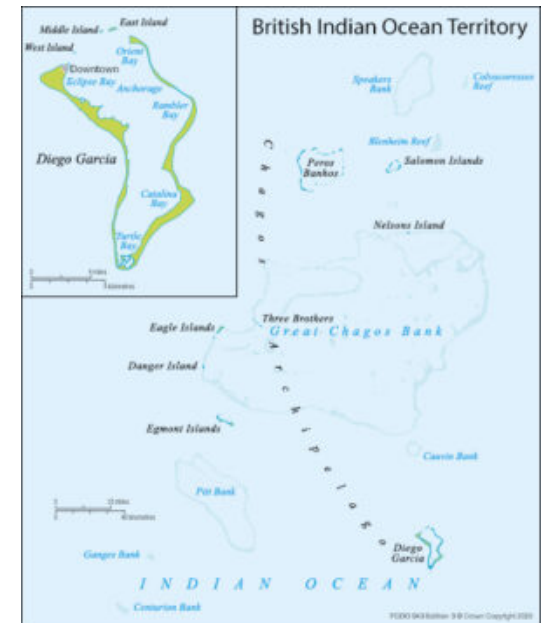 British Indian Ocean Territory
Middle Island
East Island
West Island
Orient
Bay
Downtown
Eclipse Bay
Anchorage
Rambler
Bay
Diego Garcia
Catalina
Bay
Turtle
Bay
Speakers
Bank
Colvocoresses
Reef
Blenheim Reef
Peros
Banhos
Salomon Islands
Nelsons Island
Chagos
Archipelago
Three Brothers
Great Chagos Bank
Eagle Islands
Danger Island
Egmont Islands
Cauvin Bank
Pitt Bank
Diego
Garcia
Ganges Bank
INDIAN OCEAN
Centurion Bank